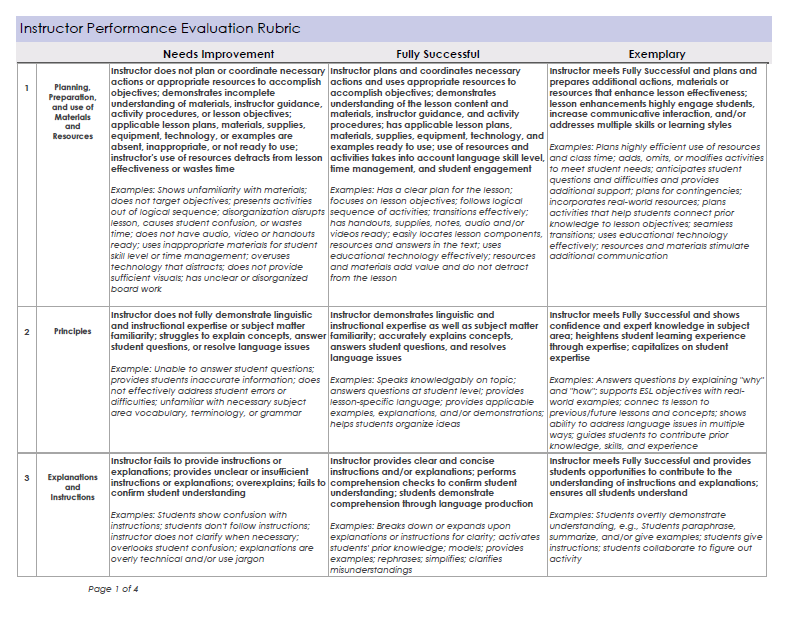 Instructor Performance Evaluation Rubric
Needs Improvement
Fully Successful
Exemplary
1
Planning,
Preparation,
and use of
Materials
and
Resources
Instructor does not plan or coordinate necessary
actions or appropriate resources to accomplish
objectives; demonstrates incomplete
understanding of materials, instructor guidance,
activity procedures, or lesson objectives;
applicable lesson plans, materials, supplies,
equipment, technology, or examples are
absent, inappropriate, or not ready to use;
instructor's use of resources detracts from lesson
effectiveness or wastes time
Examples: Shows unfamiliarity with materials;
does not target objectives; presents activities
out of logical sequence; disorganization disrupts
lesson, causes student confusion, or wastes
time; does not have audio, video or handouts
ready; uses inappropriate materials for student
skill level or time management; overuses
technology that distracts; does not provide
sufficient visuals; has unclear or disorganized
board work
Instructor plans and coordinates necessary
actions and uses appropriate resources to
accomplish objectives; demonstrates
understanding of the lesson content and
materials, instructor guidance, and activity
procedures; has applicable lesson plans,
materials, supplies, equipment, technology, and
examples ready to use; use of resources and
activities takes into account language skill level,
time management, and student engagement
Examples: Has a clear plan for the lesson;
focuses on lesson objectives; follows logical
sequence of activities; transitions effectively;
has handouts, supplies, notes, audio and/or
videos ready; easily locates lesson components,
resources and answers in the text; uses
educational technology effectively; resources
and materials add value and do not detract
from the lesson
Instructor meets Fully Successful and plans and
prepares additional actions, materials or
resources that enhance lesson effectiveness;
lesson enhancements highly engage students,
increase communicative interaction, and/or
addresses multiple skills or learning styles
Examples: Plans highly efficient use of resources
and class time; adds, omits, or modifies activities
to meet student needs; anticipates student
questions and difficulties and provides
additional support; plans for contingencies;
incorporates real-world resources; plans
activities that help students connect prior
knowledge to lesson objectives; seamless
transitions; uses educational technology
effectively; resources and materials stimulate
additional communication
2
Principles
Instructor does not fully demonstrate linguistic
and instructional expertise or subject matter
familiarity; struggles to explain concepts, answer
student questions, or resolve language issues
Example: Unable to answer student questions;
provides students inaccurate information; does
not effectively address student errors or
difficulties; unfamiliar with necessary subject
area vocabulary, terminology, or grammar
Instructor demonstrates linguistic and
instructional expertise as well as subject matter
familiarity; accurately explains concepts,
answers student questions, and resolves
language issues
Examples: Speaks knowledgably on topic;
answers questions at student level; provides
lesson-specific language; provides applicable
examples, explanations, and/or demonstrations;
helps students organize ideas
Instructor meets Fully Successful and shows
confidence and expert knowledge in subject
area; heightens student learning experience
through expertise; capitalizes on student
expertise
Examples: Answers questions by explaining "why"
and "how"; supports ESL objectives with real-
world examples; connec ts lesson to
previous/future lessons and concepts; shows
ability to address language issues in multiple
ways; guides students to contribute prior
knowledge, skills, and experience
3
Explanations
and
Instructions
Instructor fails to provide instructions or
explanations; provides unclear or insufficient
instructions or explanations; overexplains; fails to
confirm student understanding
Examples: Students show confusion with
instructions; students don't follow instructions;
instructor does not clarify when necessary;
overlooks student confusion; explanations are
overly technical and/or use jargon
Instructor provides clear and concise
instructions and/or explanations; performs
comprehension checks to confirm student
understanding; students demonstrate
comprehension through language production
Examples: Breaks down or expands upon
explanations or instructions for clarity; activates
students' prior knowledge; models; provides
examples; rephrases; simplifies; clarifies
misunderstandings
Instructor meets Fully Successful and provides
students opportunities to contribute to the
understanding of instructions and explanations;
ensures all students understand
Examples: Students overtly demonstrate
understanding, e.g., Students paraphrase,
summarize, and/or give examples; students give
instructions; students collaborate to figure out
activity
Page 1 of 4